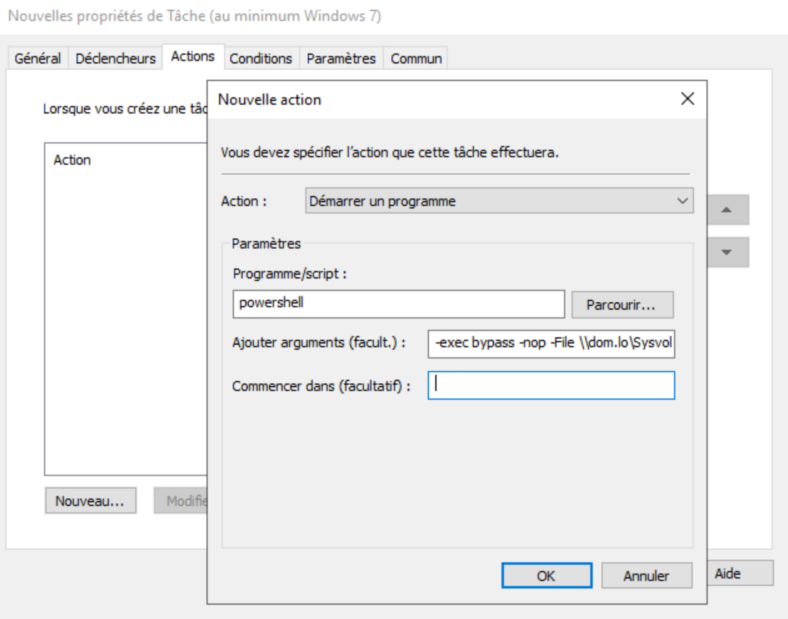 Nouvelles propriétés de Tâche (au minimum Windows 7)
Général Déclencheurs Actions Conditions Paramètres Commun
Lorsque vous créez une tâc
Action
Nouvelle action
Vous devez spécifier l'action que cette tâche effectuera.
Action : Démarrer un programme
Paramètres
Programme/script :
powershell Parcourir...
Ajouter arguments (facult.) : -exec bypass -nop -File \\dom.lo\Sysvol
Commencer dans (facultatif) :
Nouveau... Modifie
OK Annuler Aide